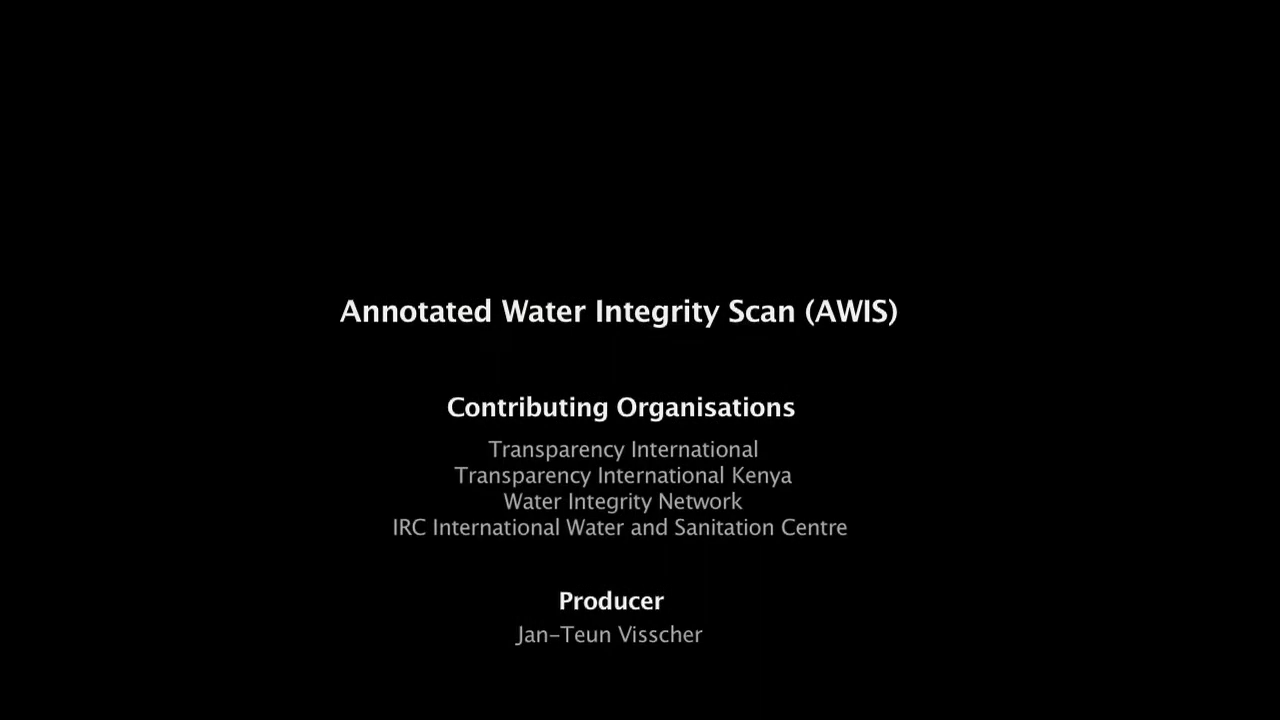 Annotated Water Integrity Scan (AWIS)
Contributing Organisations
Transparency International
Transparency International Kenya
Water Integrity Network
IRC International Water and Sanitation Centre
Producer
Jan-Teun Visscher